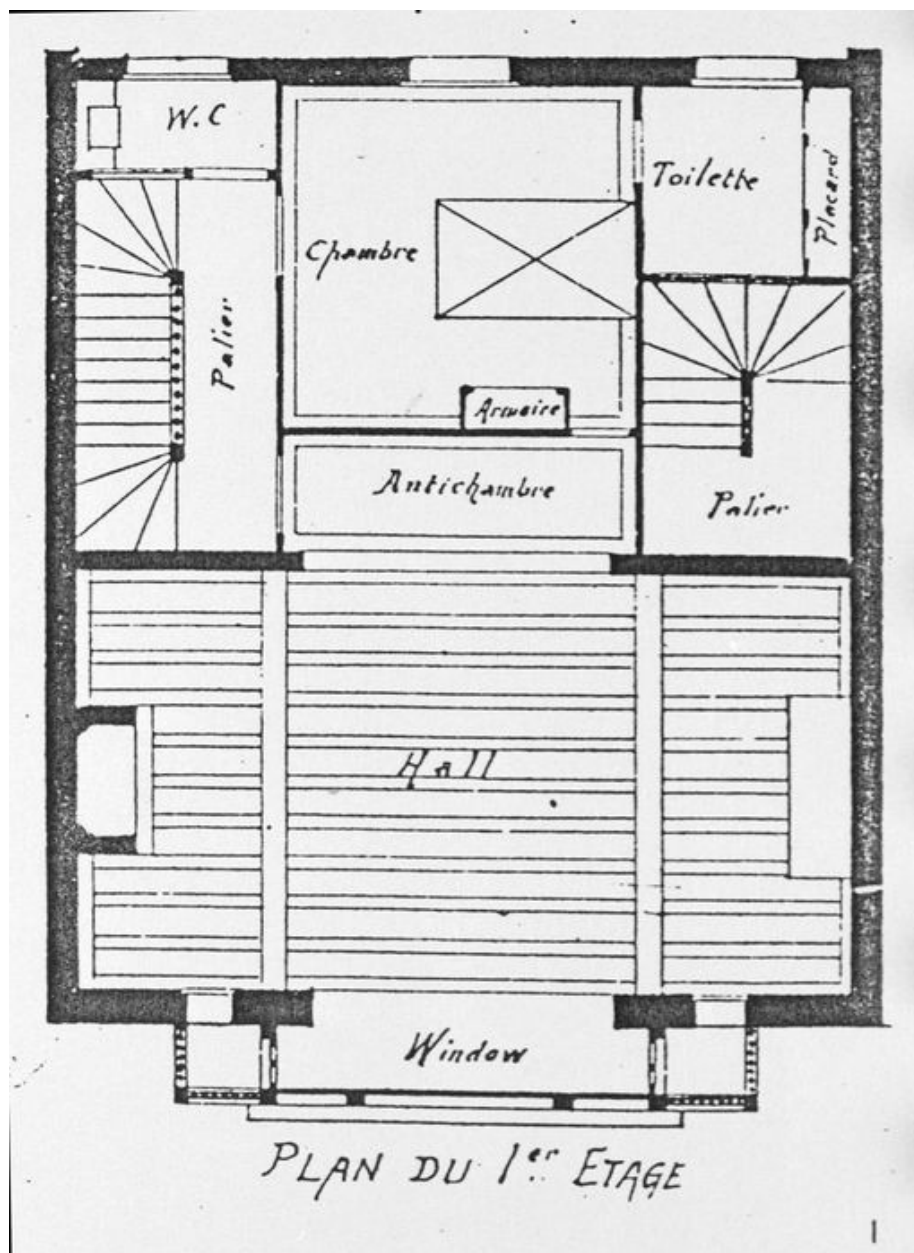 W.C
Toilette
Placard
Chambre
Palier
Armoire
Antichambre
Palier
Hall
Window
PLAN DU 1er ETAGE
1